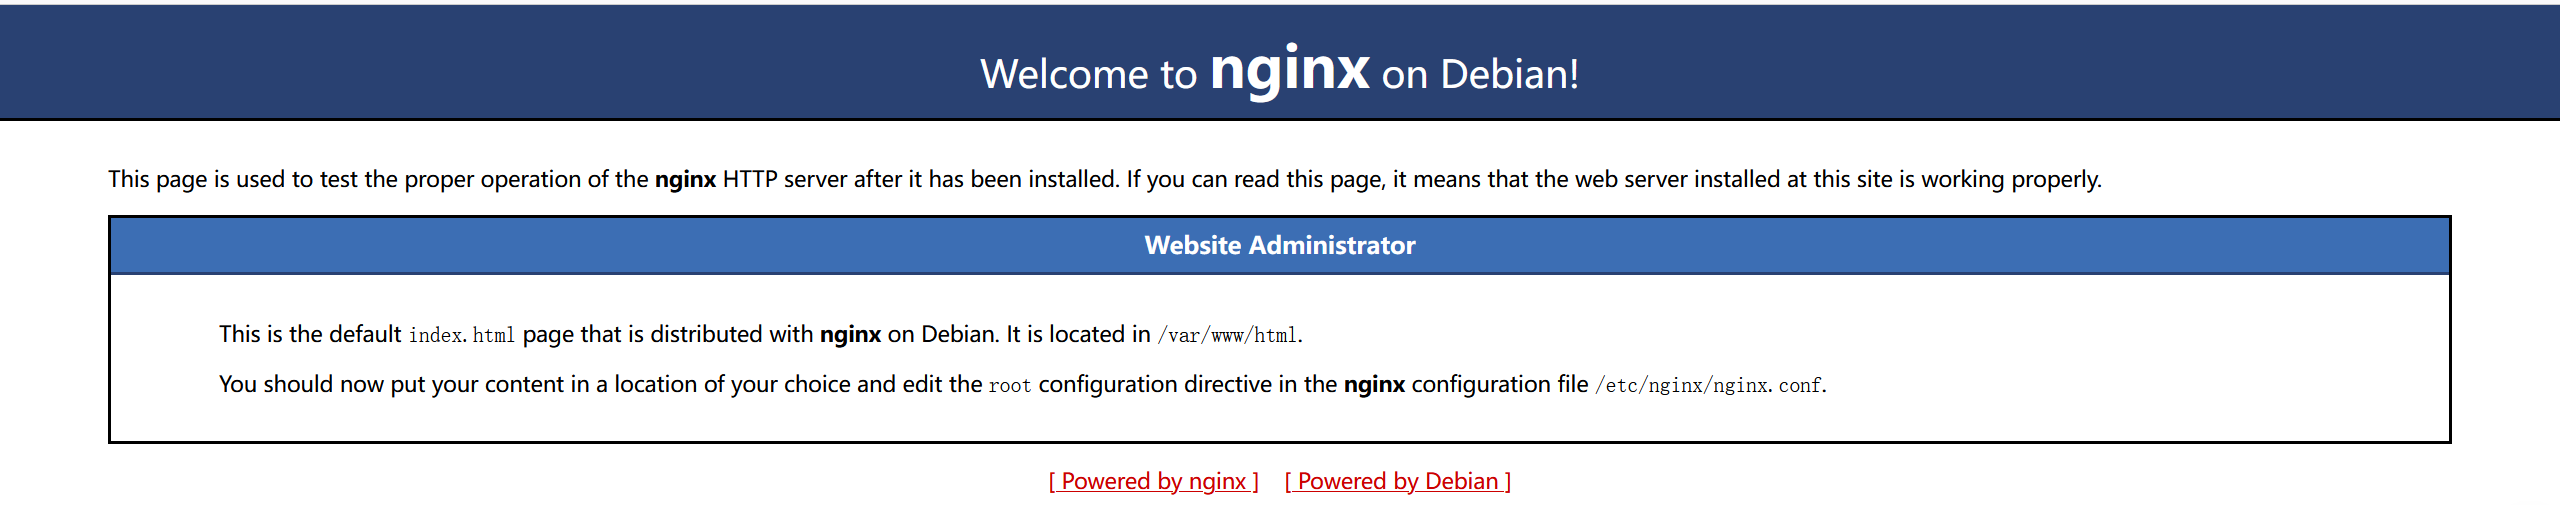 Welcome to nginx on Debian!
This page is used to test the proper operation of the nginx HTTP server after it has been installed. If you can read this page, it means that the web server installed at this site is working properly.
Website Administrator
This is the default index.html page that is distributed with nginx on Debian. It is located in /var/www/html.
You should now put your content in a location of your choice and edit the root configuration directive in the nginx configuration file /etc/nginx/nginx.conf.
[ Powered by nginx ] [ Powered by Debian ]